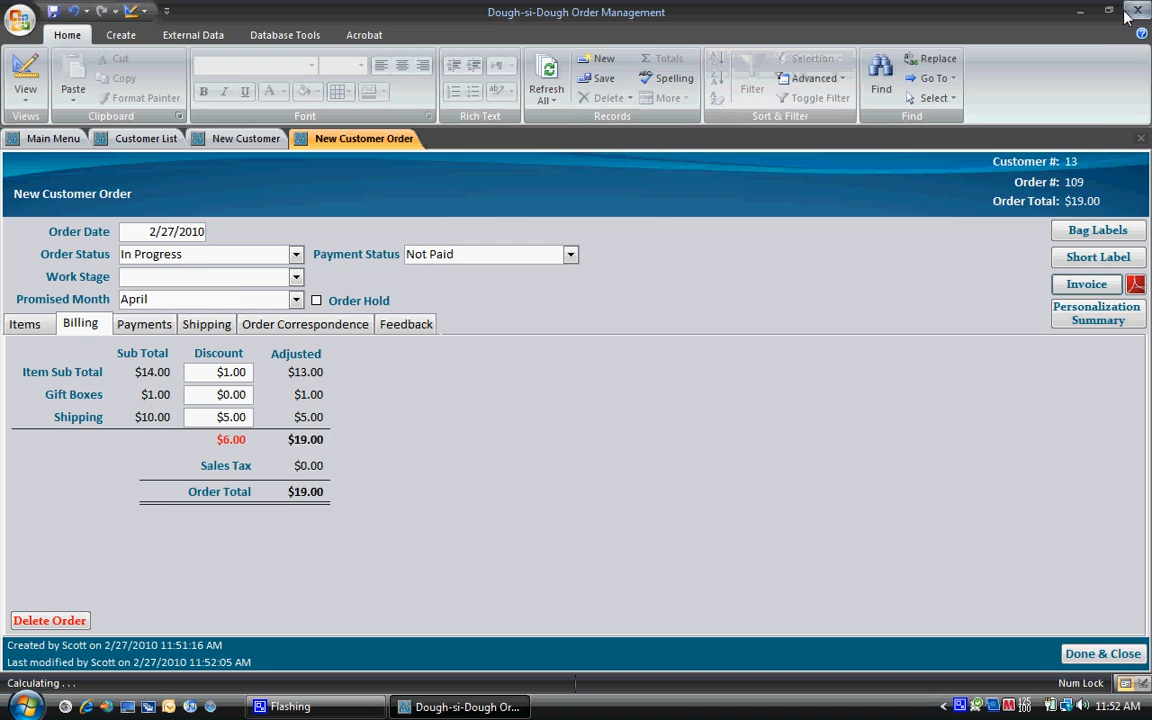 Dough-si-Dough Order Management
Home Create External Data Database Tools Acrobat
View Paste Cut Copy Format Painter B I U A Refresh All New Save Delete Totals Spelling More Filter Selection Advanced Toggle Filter Find Replace Go To Select
Views Clipboard Font Rich Text Records Sort & Filter Find
Main Menu Customer List New Customer New Customer Order
Customer #: 13
New Customer Order
Order #: 109
Order Total: $19.00
Order Date 2/27/2010
Bag Labels
Order Status In Progress Payment Status Not Paid
Short Label
Work Stage
Invoice
Promised Month April Order Hold
Personalization Summary
Items Billing Payments Shipping Order Correspondence Feedback
Sub Total Discount Adjusted
Item Sub Total $14.00 $1.00 $13.00
Gift Boxes $1.00 $0.00 $1.00
Shipping $10.00 $5.00 $5.00
$6.00 $19.00
Sales Tax $0.00
Order Total $19.00
Delete Order
Created by Scott on 2/27/2010 11:51:16 AM
Last modified by Scott on 2/27/2010 11:52:05 AM
Done & Close
Calculating . . . Num Lock
Flashing Dough-si-Dough Or... 11:52 AM